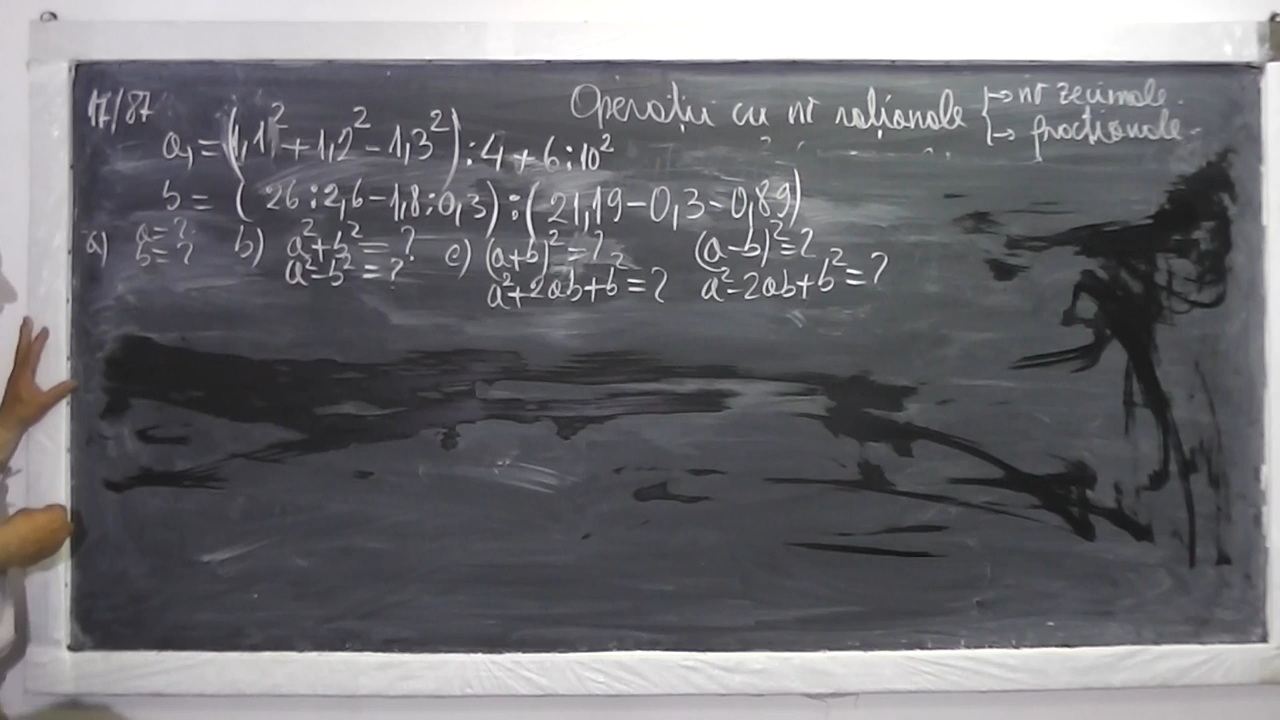 17/87
Operații cu nr raționale → nr zecimale.
→ fracționale.
a, = (1,1² + 1,2² - 1,3²) : 4 + 6 : 10²
b = (26 : 2,6 - 1,8 : 0,3) : (21,19 - 0,3 - 0,89)
a) a = ? b) a² + b² = ? c) (a+b)² = ? (a-b)² = ?
b = ? a² - b² = ? a² + 2ab + b² = ? a² - 2ab + b² = ?